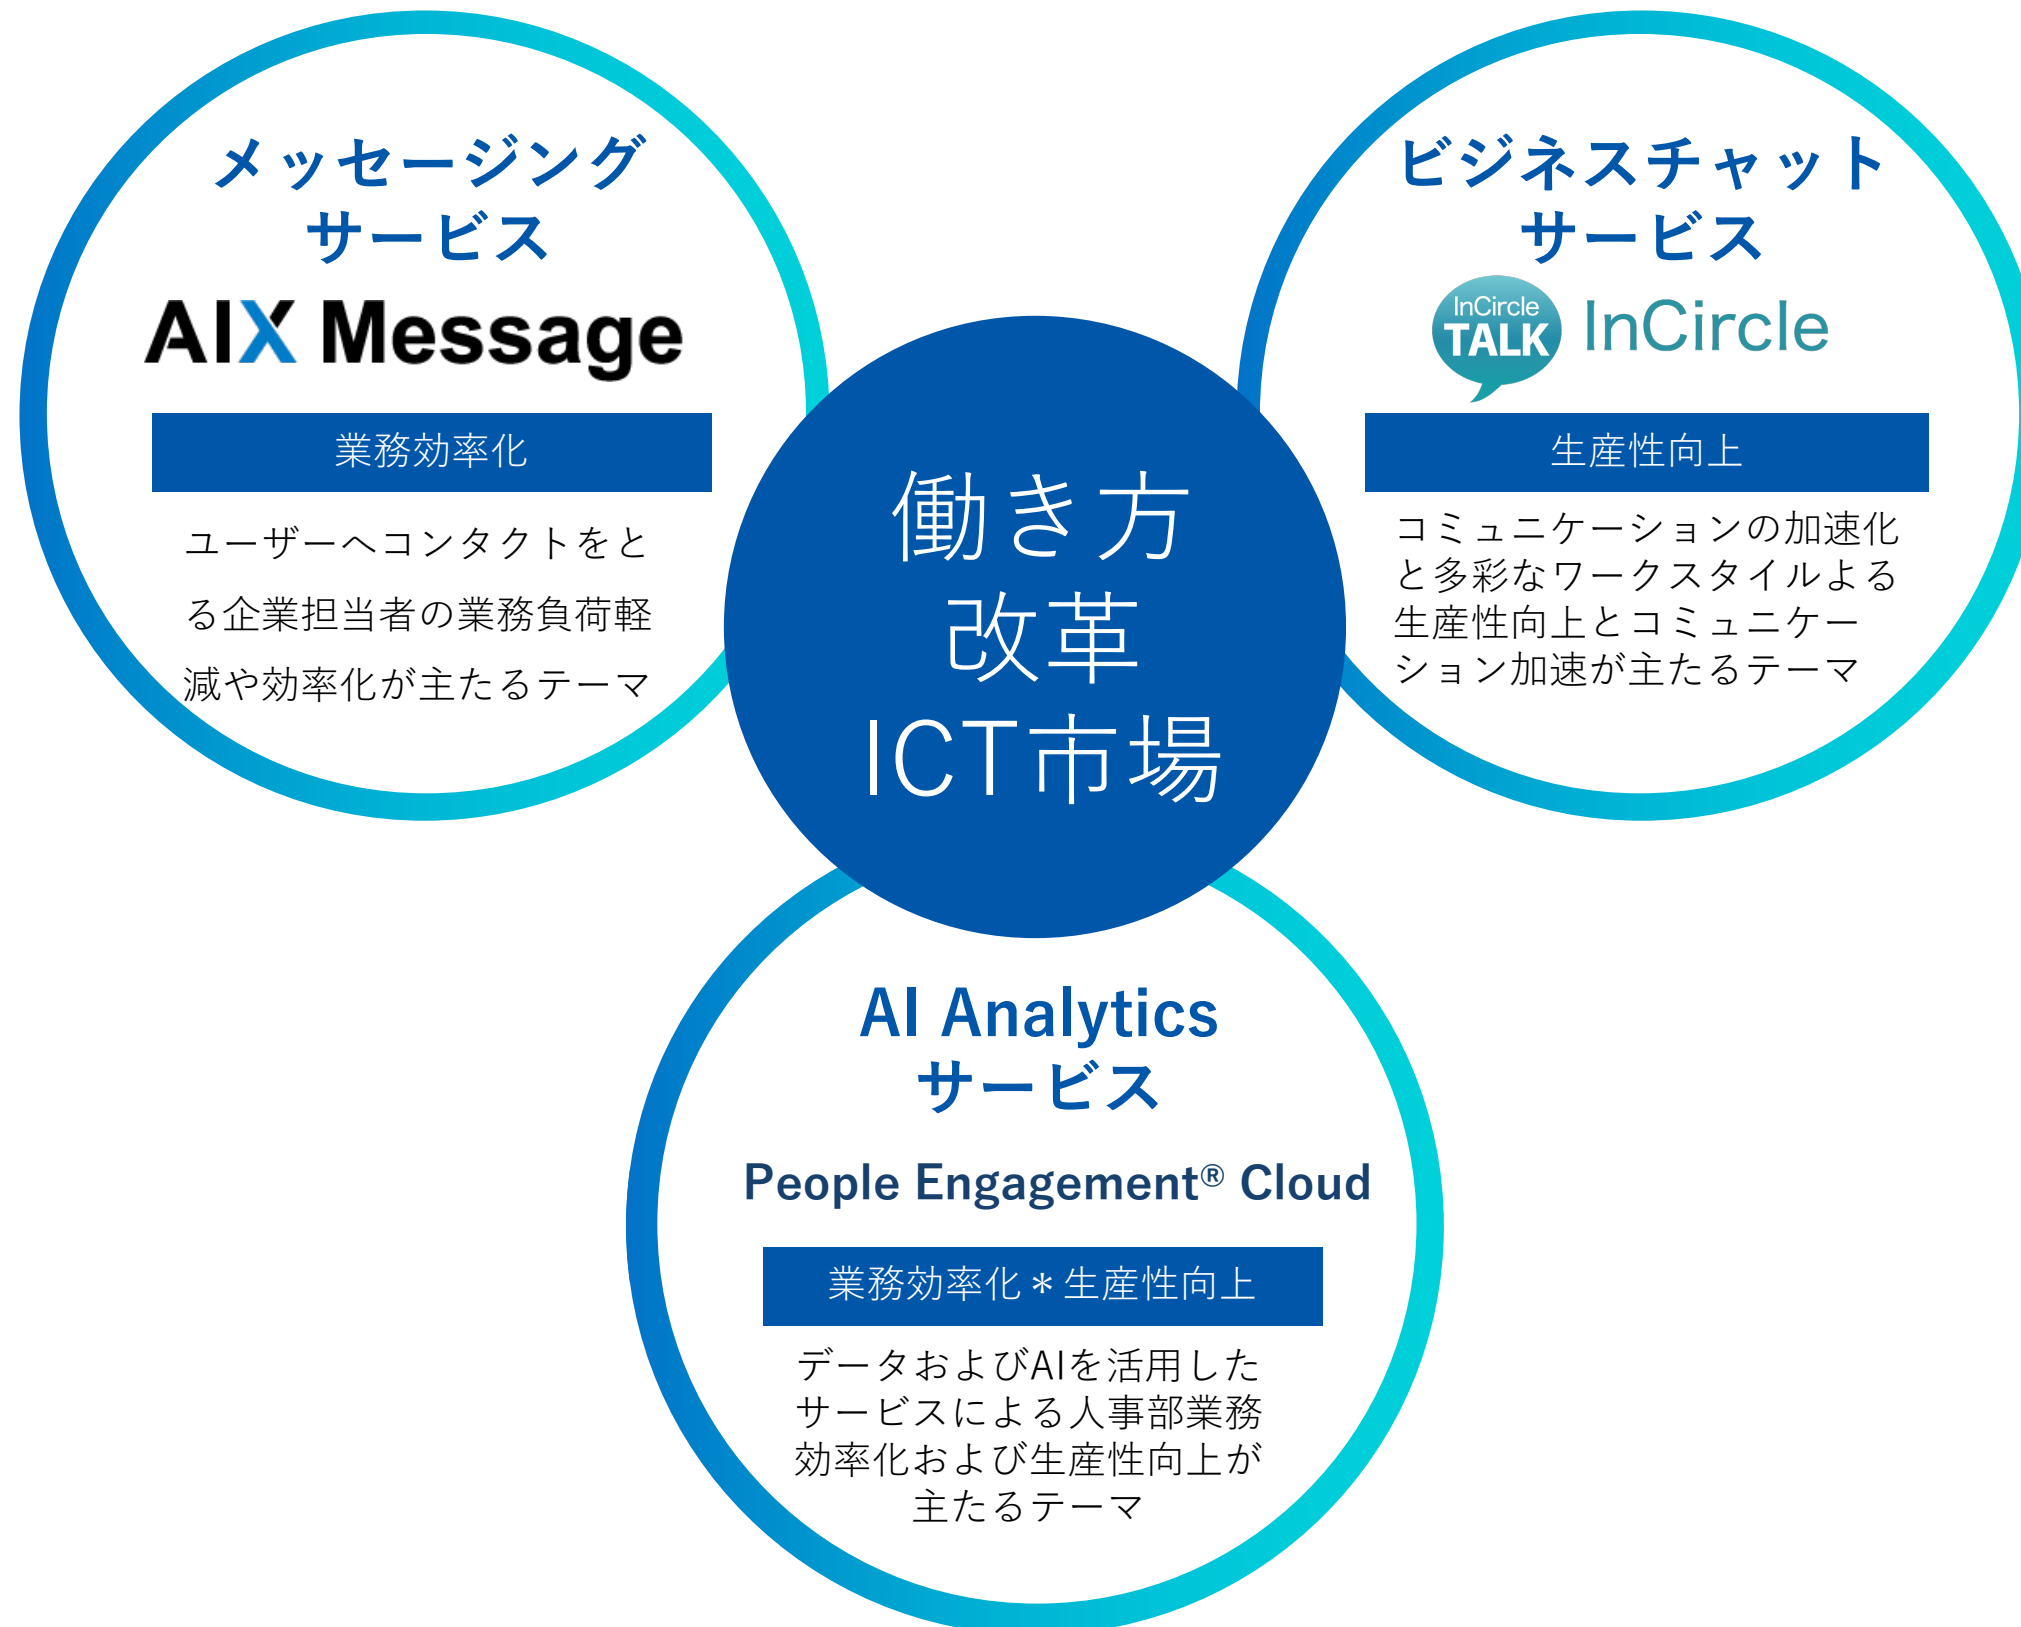 メッセージング
サービス
AIX Message
業務効率化
ユーザーへコンタクトをと
る企業担当者の業務負荷軽
減や効率化が主たるテーマ
ビジネスチャット
サービス
InCircle
TALK
InCircle
生産性向上
コミュニケーションの加速化
と多彩なワークスタイルよる
生産性向上とコミュニケー
ション加速が主たるテーマ
働き方
改革
ICT市場
AI Analytics
サービス
People Engagement® Cloud
業務効率化＊生産性向上
データおよびAIを活用した
サービスによる人事部業務
効率化および生産性向上が
主たるテーマ